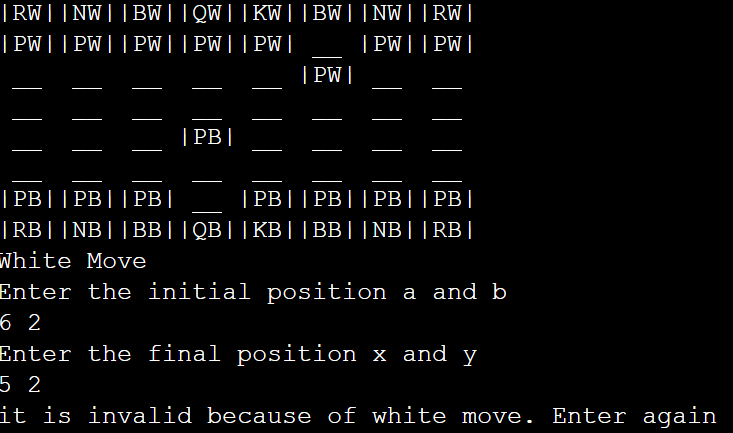 |RW||NW||BW||QW||KW||BW||NW||RW|
|PW||PW||PW||PW||PW| __ |PW||PW|
 __  __  __  __  __ |PW| __  __
 __  __  __  __  __  __  __  __
 __  __  __ |PB| __  __  __  __
 __  __  __  __  __  __  __  __
|PB||PB||PB| __ |PB||PB||PB||PB|
|RB||NB||BB||QB||KB||BB||NB||RB|
White Move
Enter the initial position a and b
6 2
Enter the final position x and y
5 2
it is invalid because of white move. Enter again